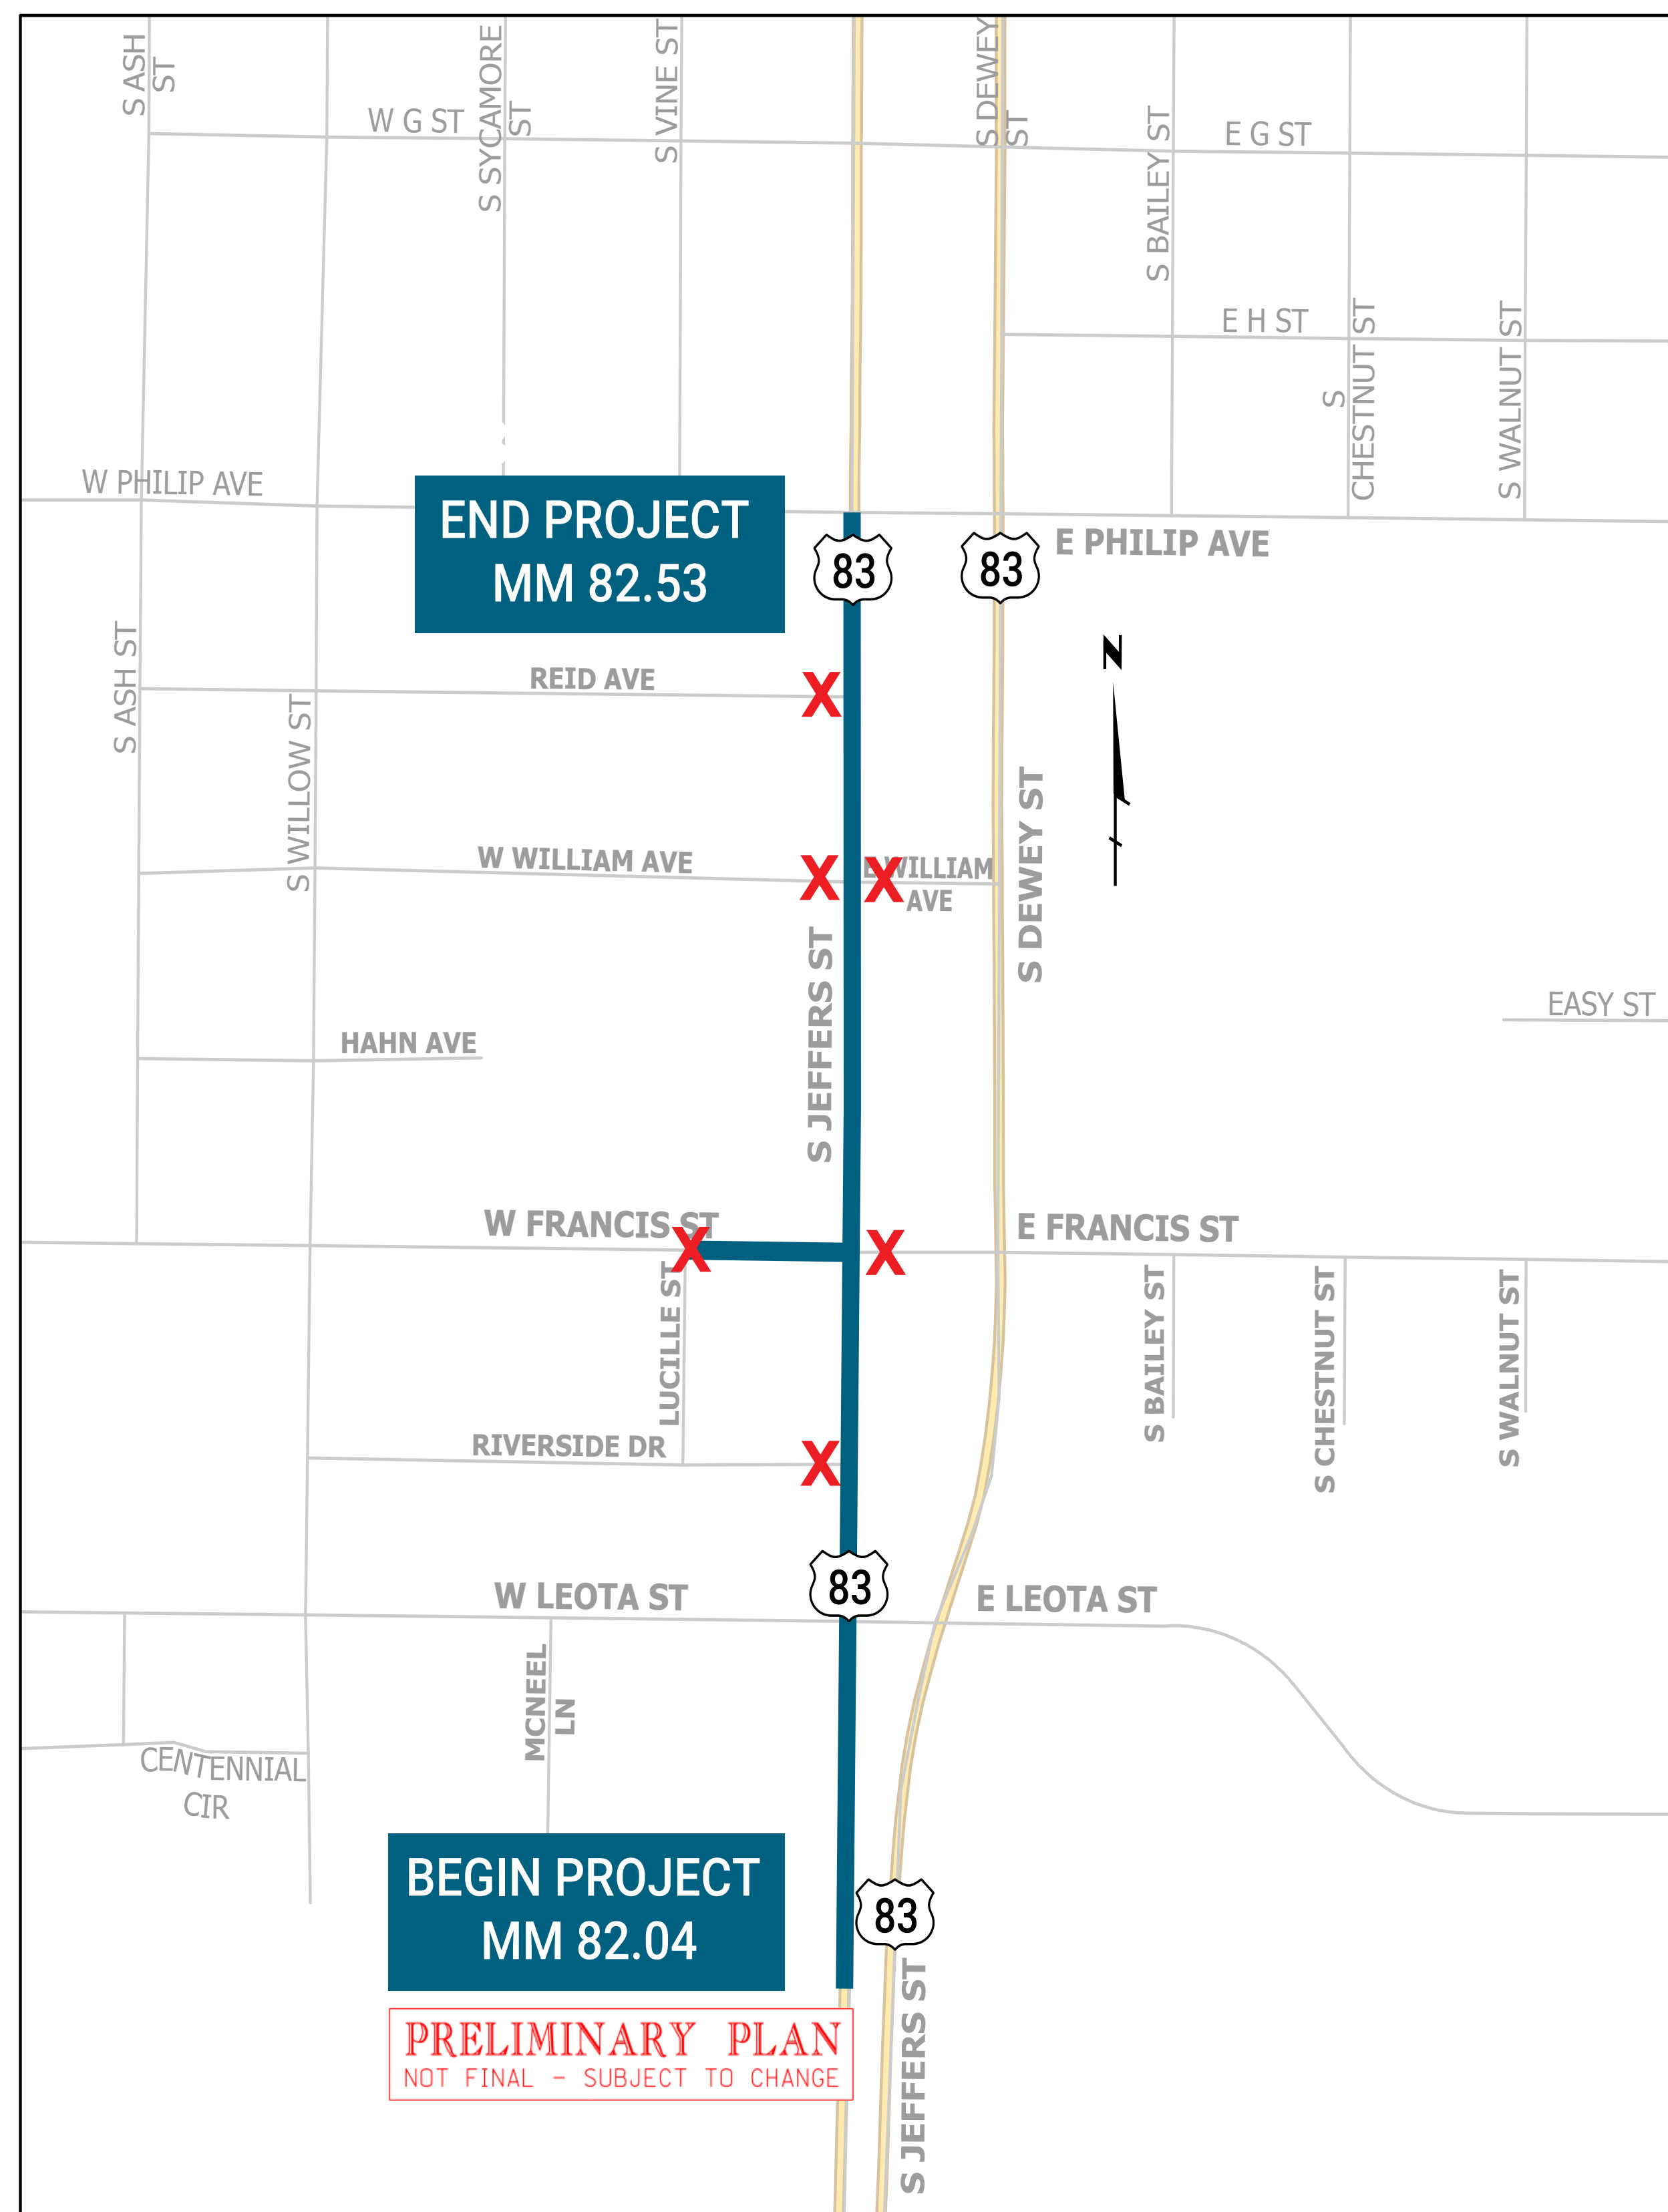 S ASH
ST
S SYCAMORE
ST
S VINE ST
S DEWEY
ST
S BAILEY ST
W G ST
E G ST
E H ST
S
CHESTNUT ST
S WALNUT ST
W PHILIP AVE
END PROJECT
MM 82.53
83
83
E PHILIP AVE
N
S ASH ST
REID AVE
X
S WILLOW ST
W WILLIAM AVE
X
X
E WILLIAM
AVE
S DEWEY ST
S JEFFERS ST
EASY ST
HAHN AVE
W FRANCIS ST
X
X
E FRANCIS ST
LUCILLE ST
S BAILEY ST
S CHESTNUT ST
S WALNUT ST
RIVERSIDE DR
X
83
W LEOTA ST
E LEOTA ST
MCNEEL
LN
CENTENNIAL
CIR
BEGIN PROJECT
MM 82.04
83
S JEFFERS ST
PRELIMINARY PLAN
NOT FINAL - SUBJECT TO CHANGE